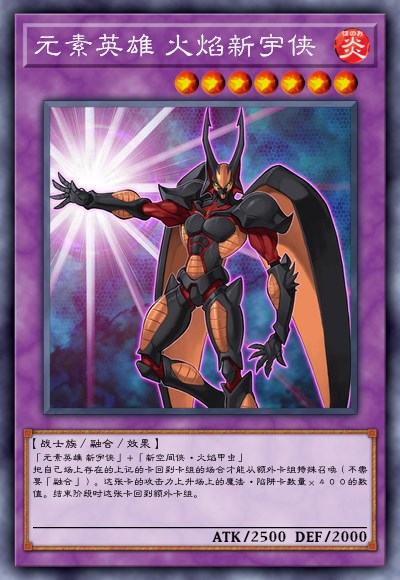 元素英雄 火焰新宇侠
ほのお
炎
【战士族／融合／效果】
「元素英雄 新宇侠」＋「新空间侠・火焰甲虫」
把自己场上存在的上记的卡回到卡组的场合才能从额外卡组特殊召唤（不需
要「融合」）。这张卡的攻击力上升场上的魔法・陷阱卡数量×４００的数
值。结束阶段时这张卡回到额外卡组。
ATK/2500 DEF/2000